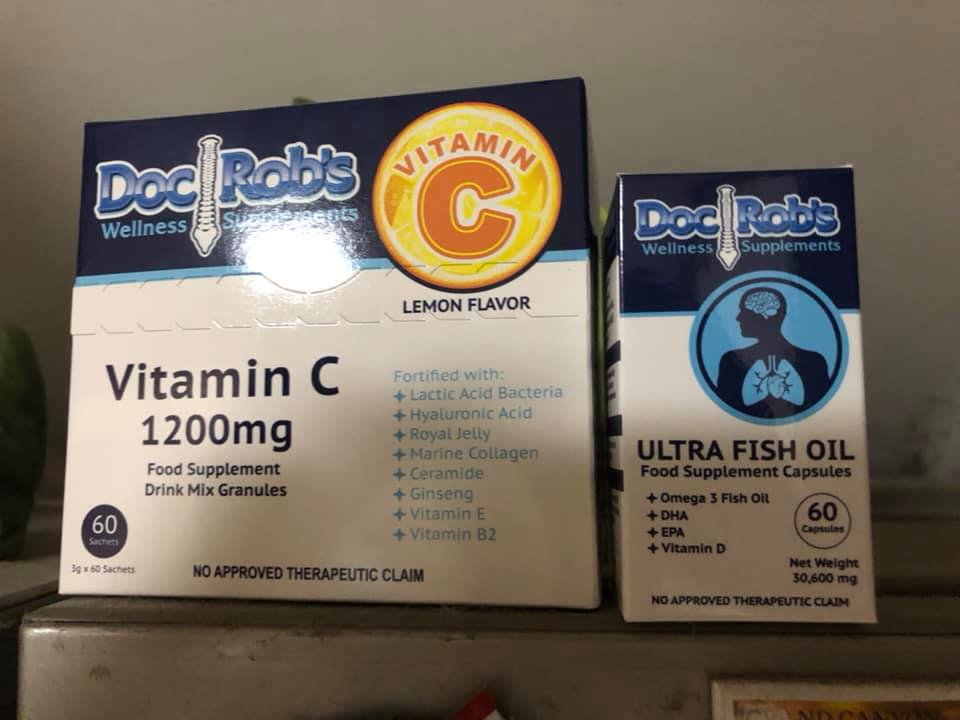 Doc Rob's
Wellness Supplements
VITAMIN
C
LEMON FLAVOR
Vitamin C
1200mg
Food Supplement
Drink Mix Granules
60
Sachets
3g x 60 Sachets
Fortified with:
+ Lactic Acid Bacteria
+ Hyaluronic Acid
+ Royal Jelly
+ Marine Collagen
+ Ceramide
+ Ginseng
+ Vitamin E
+ Vitamin B2
NO APPROVED THERAPEUTIC CLAIM
Doc Rob's
Wellness Supplements
ULTRA FISH OIL
Food Supplement Capsules
+ Omega 3 Fish Oil
+ DHA
+ EPA
+ Vitamin D
60
Capsules
Net Weight
30,600 mg
NO APPROVED THERAPEUTIC CLAIM